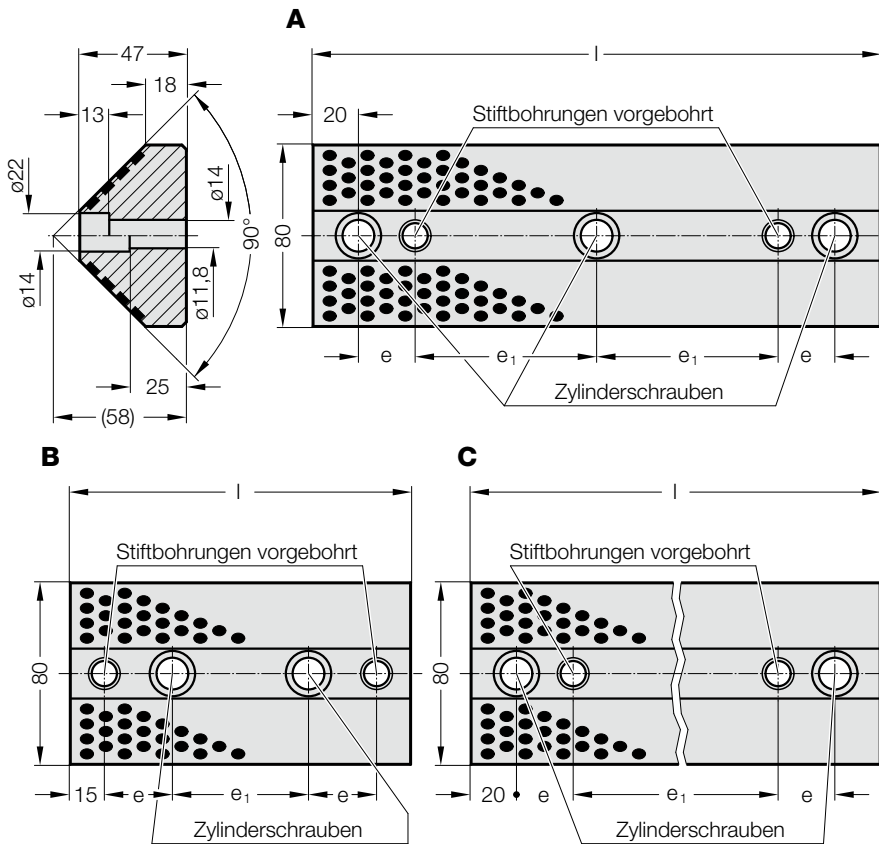 A
47
18
13
ø22
ø14
90°
ø14
ø11,8
25
(58)
l
20
Stiftbohrungen vorgebohrt
80
e
e₁
e₁
e
Zylinderschrauben
B
l
Stiftbohrungen vorgebohrt
80
15
e
e₁
e
Zylinderschrauben
C
l
Stiftbohrungen vorgebohrt
80
20
e
e₁
e
Zylinderschrauben